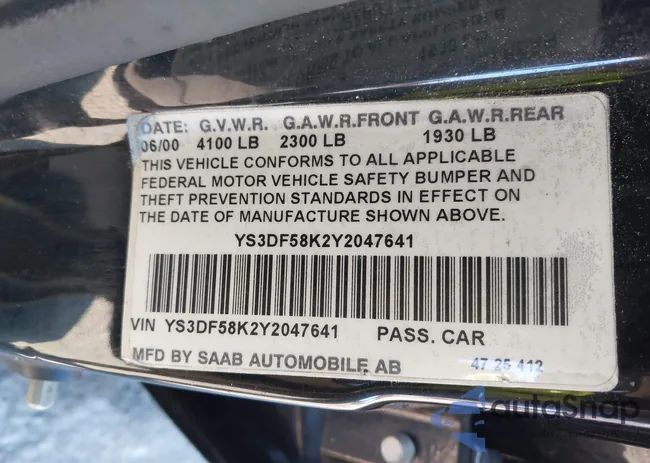 DATE: G.V.W.R. G.A.W.R.FRONT G.A.W.R.REAR
06/00 4100 LB 2300 LB 1930 LB
THIS VEHICLE CONFORMS TO ALL APPLICABLE
FEDERAL MOTOR VEHICLE SAFETY BUMPER AND
THEFT PREVENTION STANDARDS IN EFFECT ON
THE DATE OF MANUFACTURE SHOWN ABOVE.
YS3DF58K2Y2047641
VIN YS3DF58K2Y2047641 PASS. CAR
MFD BY SAAB AUTOMOBILE AB 47 25 412
autoSnap